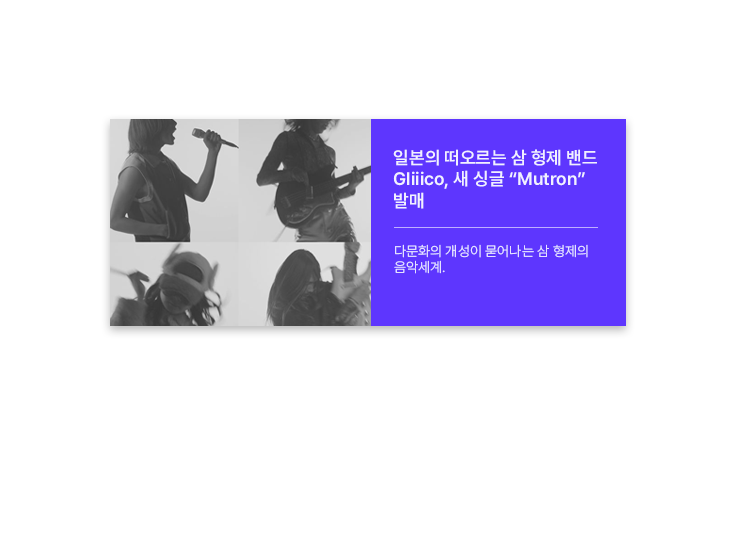 일본의 떠오르는 삼 형제 밴드
Gliiico, 새 싱글 “Mutron”
발매
다문화의 개성이 묻어나는 삼 형제의
음악세계.